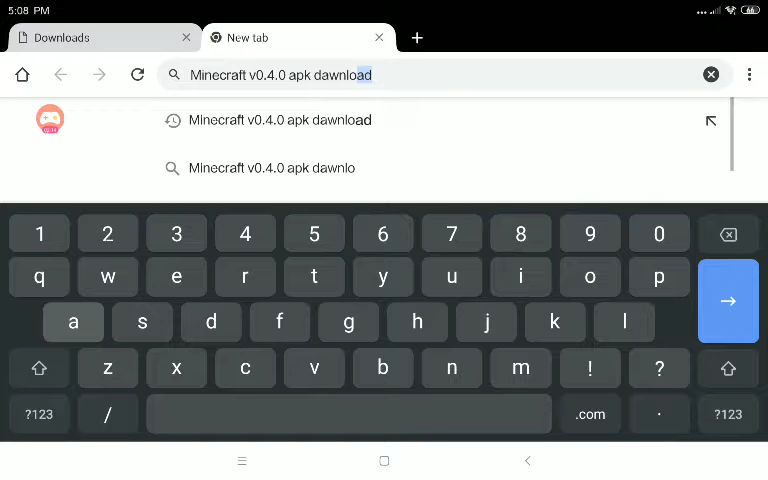 5:08 PM
66
Downloads
New tab
Minecraft v0.4.0 apk dawnload
Minecraft v0.4.0 apk dawnload
Minecraft v0.4.0 apk dawnlo
1 2 3 4 5 6 7 8 9 0
q w e r t y u i o p
a s d f g h j k l
z x c v b n m ! ?
?123 / .com . ?123